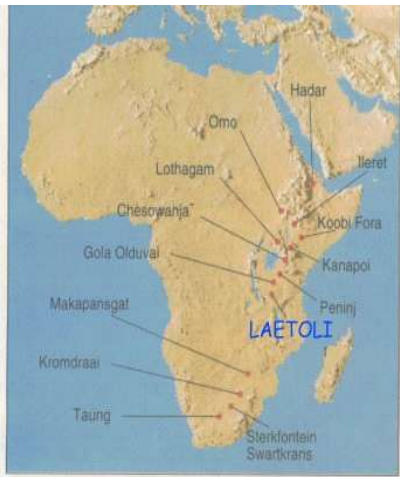 Hadar
Omo
Ileret
Lothagam
Chesowanja
Koobi Fora
Gola Olduvai
Kanapoi
Peninj
LAETOLI
Makapansgat
Kromdraai
Taung
Sterkfontein
Swartkrans